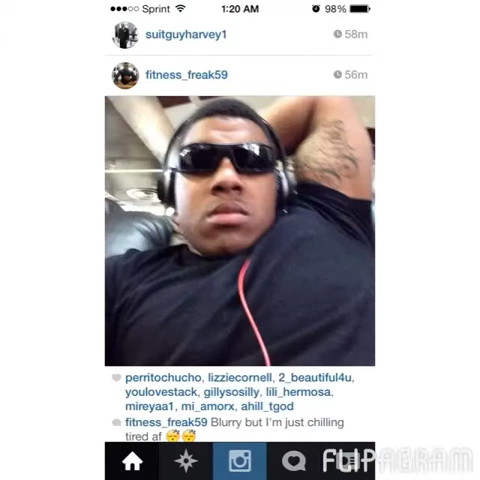 Sprint 1:20 AM 98%
suitguyharvey1 58m
fitness_freak59 56m
perritochucho, lizziecornell, 2_beautiful4u,
youlovestack, gillysosilly, lili_hermosa,
mireyaa1, mi_amorx, ahill_tgod
fitness_freak59 Blurry but I'm just chilling
tired af 😴😴
FLIPAGRAM